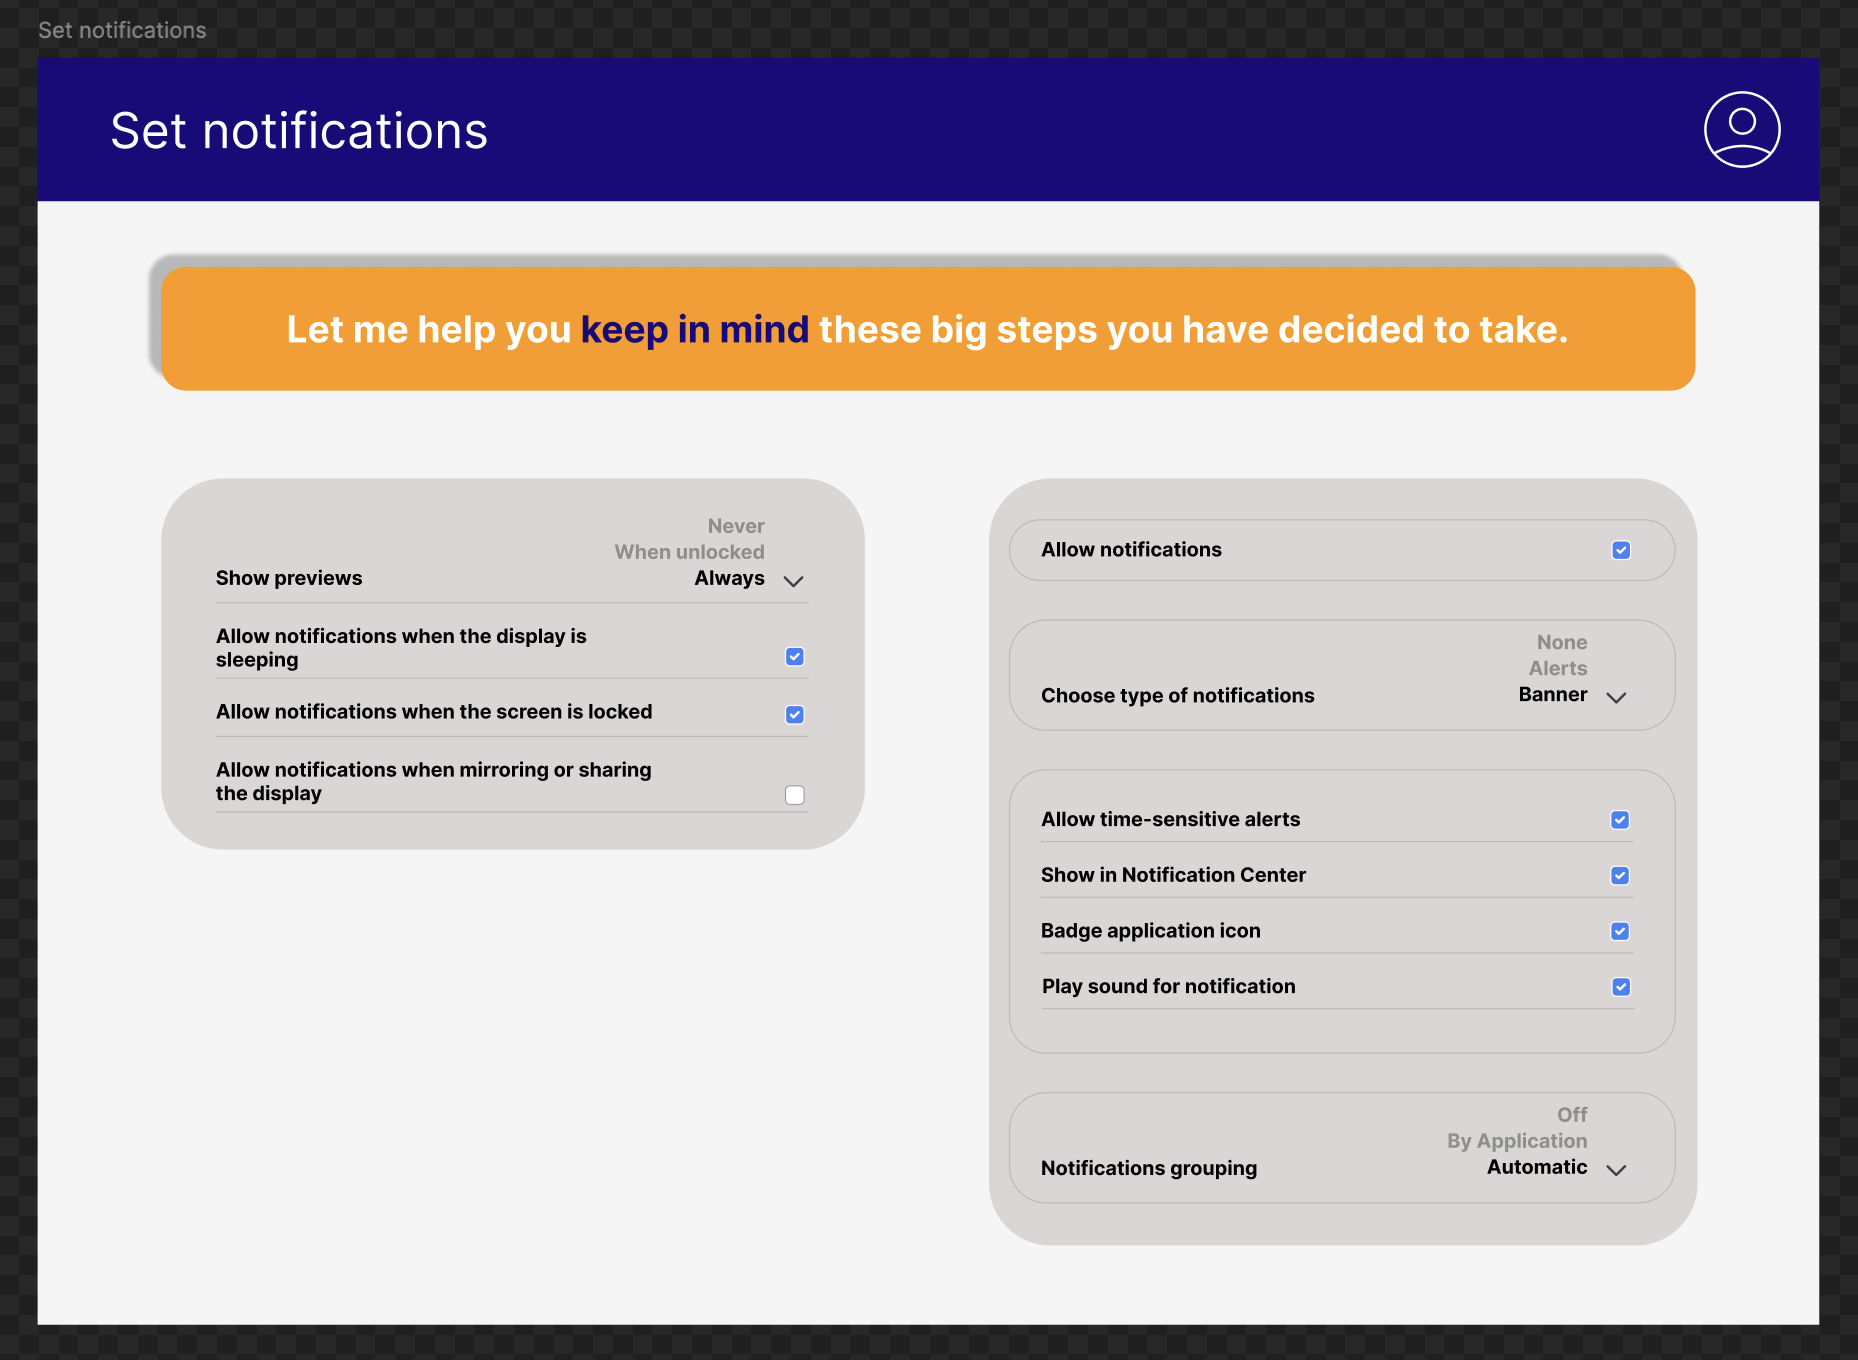 Set notifications
Set notifications
Let me help you keep in mind these big steps you have decided to take.
Never
When unlocked
Show previews Always
Allow notifications when the display is
sleeping
Allow notifications when the screen is locked
Allow notifications when mirroring or sharing
the display
Allow notifications
None
Alerts
Choose type of notifications Banner
Allow time-sensitive alerts
Show in Notification Center
Badge application icon
Play sound for notification
Off
By Application
Notifications grouping Automatic